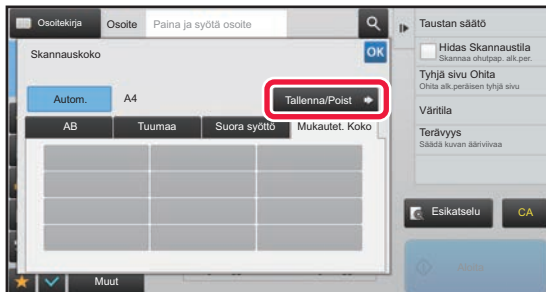 Osoitekirja
Osoite
Paina ja syötä osoite
Skannauskoko
OK
Autom.
A4
Tallenna/Poist
AB
Tuumaa
Suora syöttö
Mukautet. Koko
Muut
Taustan säätö
Hidas Skannaustila
Skannaa ohutpap. alk.per.
Tyhjä sivu Ohita
Ohita alk.peräisen tyhjä sivu
Väritila
Terävyys
Säädä kuvan ääriviivaa
Esikatselu
CA
Aloita